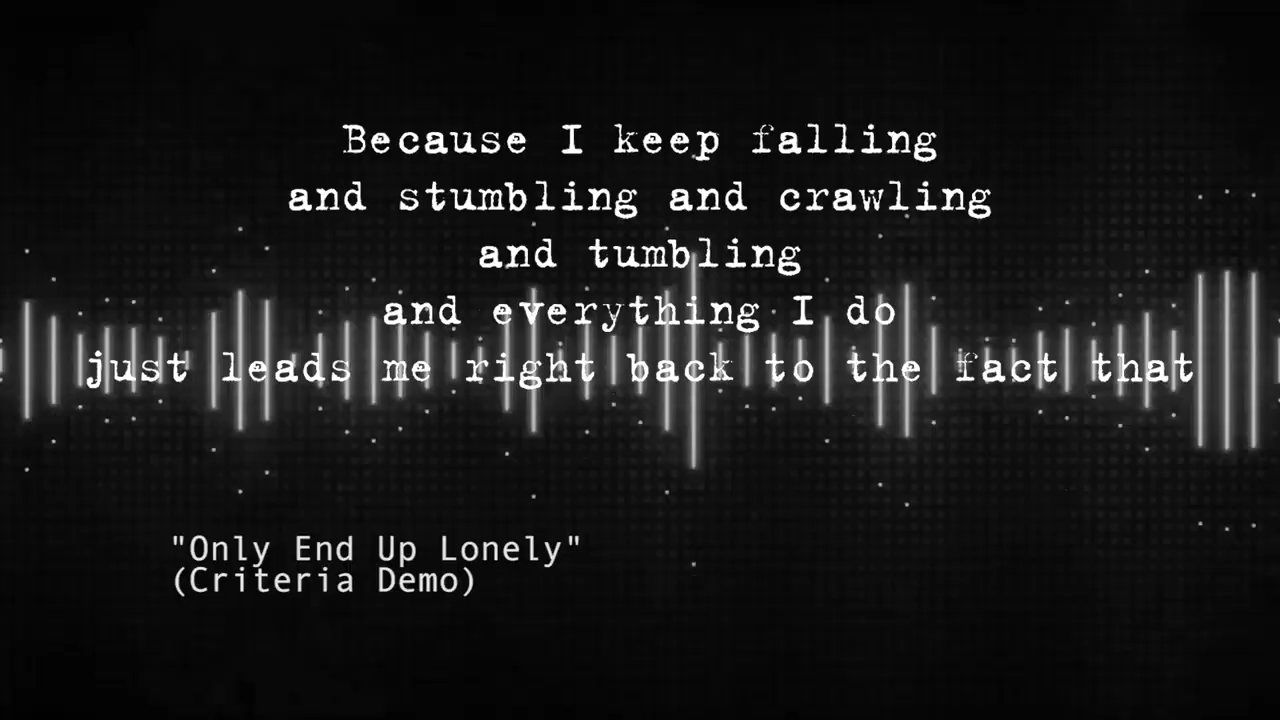 Because I keep falling
and stumbling and crawling
and tumbling
and everything I do
just leads me right back to the fact that
"Only End Up Lonely"
(Criteria Demo)